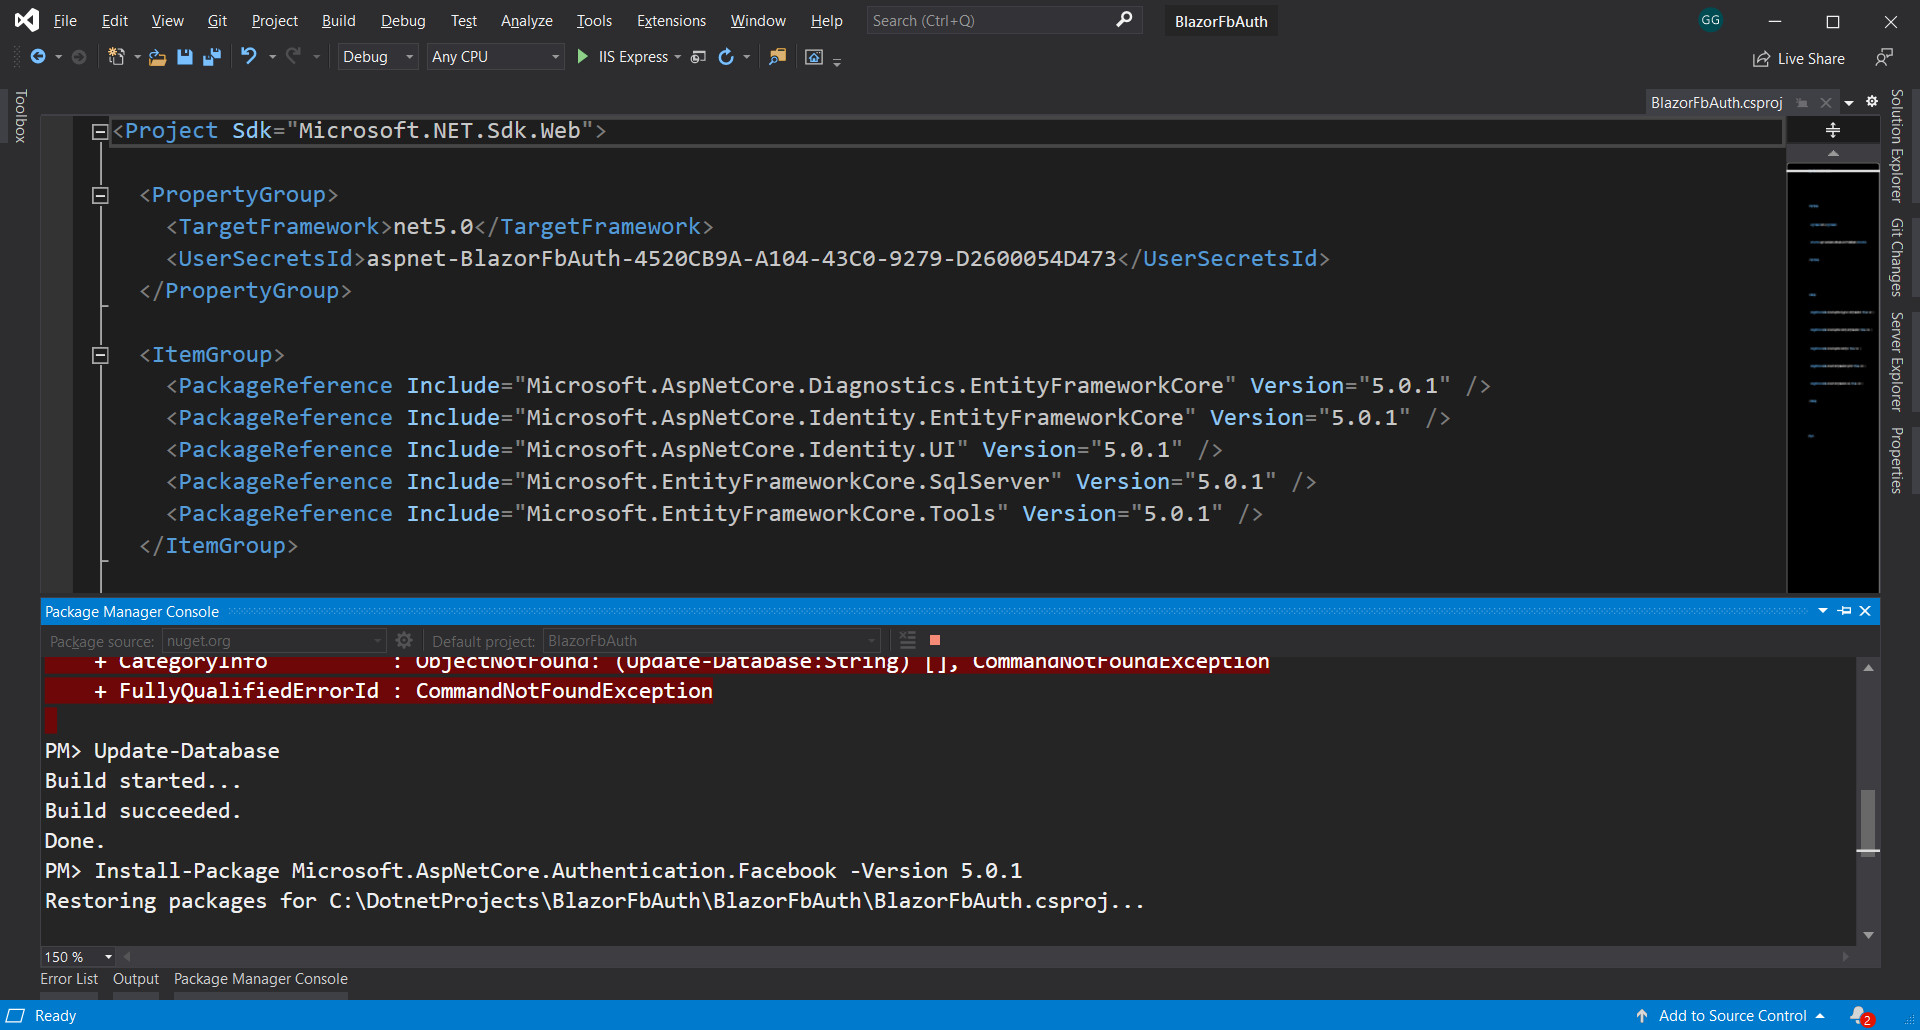 File Edit View Git Project Build Debug Test Analyze Tools Extensions Window Help Search (Ctrl+Q) BlazorFbAuth GG
Debug Any CPU IIS Express Live Share
Toolbox
BlazorFbAuth.csproj
Solution Explorer
Git Changes
Server Explorer
Properties
<Project Sdk="Microsoft.NET.Sdk.Web">
<PropertyGroup>
<TargetFramework>net5.0</TargetFramework>
<UserSecretsId>aspnet-BlazorFbAuth-4520CB9A-A104-43C0-9279-D2600054D473</UserSecretsId>
</PropertyGroup>
<ItemGroup>
<PackageReference Include="Microsoft.AspNetCore.Diagnostics.EntityFrameworkCore" Version="5.0.1" />
<PackageReference Include="Microsoft.AspNetCore.Identity.EntityFrameworkCore" Version="5.0.1" />
<PackageReference Include="Microsoft.AspNetCore.Identity.UI" Version="5.0.1" />
<PackageReference Include="Microsoft.EntityFrameworkCore.SqlServer" Version="5.0.1" />
<PackageReference Include="Microsoft.EntityFrameworkCore.Tools" Version="5.0.1" />
</ItemGroup>
Package Manager Console
Package source: nuget.org Default project: BlazorFbAuth
+ CategoryInfo : ObjectNotFound: (Update-Database:String) [], CommandNotFoundException
+ FullyQualifiedErrorId : CommandNotFoundException
PM> Update-Database
Build started...
Build succeeded.
Done.
PM> Install-Package Microsoft.AspNetCore.Authentication.Facebook -Version 5.0.1
Restoring packages for C:\DotnetProjects\BlazorFbAuth\BlazorFbAuth\BlazorFbAuth.csproj...
150 %
Error List Output Package Manager Console
Ready Add to Source Control 2